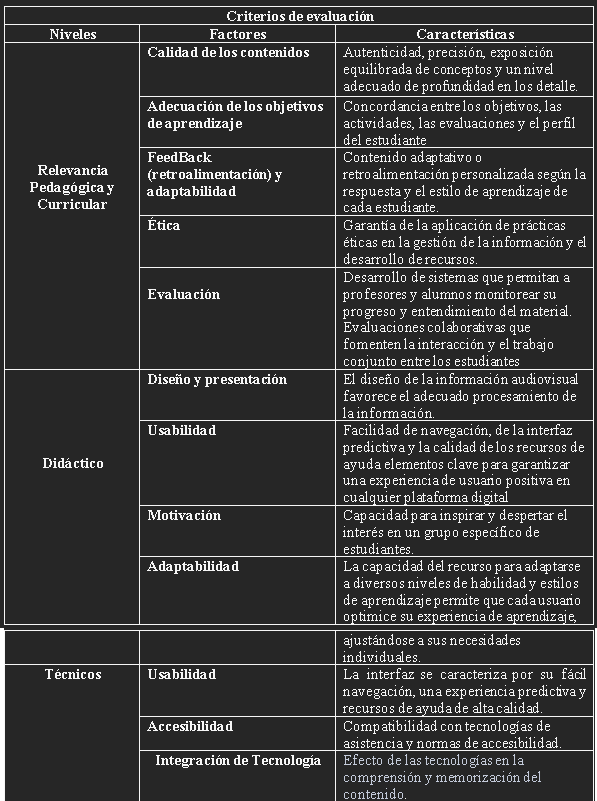 Criterios de evaluación
Niveles Factores Características
Relevancia
Pedagógica y
Curricular
Calidad de los contenidos
Autenticidad, precisión, exposición
equilibrada de conceptos y un nivel
adecuado de profundidad en los detalle.
Adecuación de los objetivos
de aprendizaje
Concordancia entre los objetivos, las
actividades, las evaluaciones y el perfil
del estudiante
FeedBack
(retroalimentación) y
adaptabilidad
Contenido adaptativo o
retroalimentación personalizada según la
respuesta y el estilo de aprendizaje de
cada estudiante.
Ética
Garantía de la aplicación de prácticas
éticas en la gestión de la información y el
desarrollo de recursos.
Evaluación
Desarrollo de sistemas que permitan a
profesores y alumnos monitorear su
progreso y entendimiento del material.
Evaluaciones colaborativas que
fomenten la interacción y el trabajo
conjunto entre los estudiantes
Didáctico
Diseño y presentación
El diseño de la información audiovisual
favorece el adecuado procesamiento de
la información.
Usabilidad
Facilidad de navegación, de la interfaz
predictiva y la calidad de los recursos de
ayuda elementos clave para garantizar
una experiencia de usuario positiva en
cualquier plataforma digital
Motivación
Capacidad para inspirar y despertar el
interés en un grupo específico de
estudiantes.
Adaptabilidad
La capacidad del recurso para adaptarse
a diversos niveles de habilidad y estilos
de aprendizaje permite que cada usuario
optimice su experiencia de aprendizaje,
ajustándose a sus necesidades
individuales.
Técnicos
Usabilidad
La interfaz se caracteriza por su fácil
navegación, una experiencia predictiva y
recursos de ayuda de alta calidad.
Accesibilidad
Compatibilidad con tecnologías de
asistencia y normas de accesibilidad.
Integración de Tecnología
Efecto de las tecnologías en la
comprensión y memorización del
contenido.